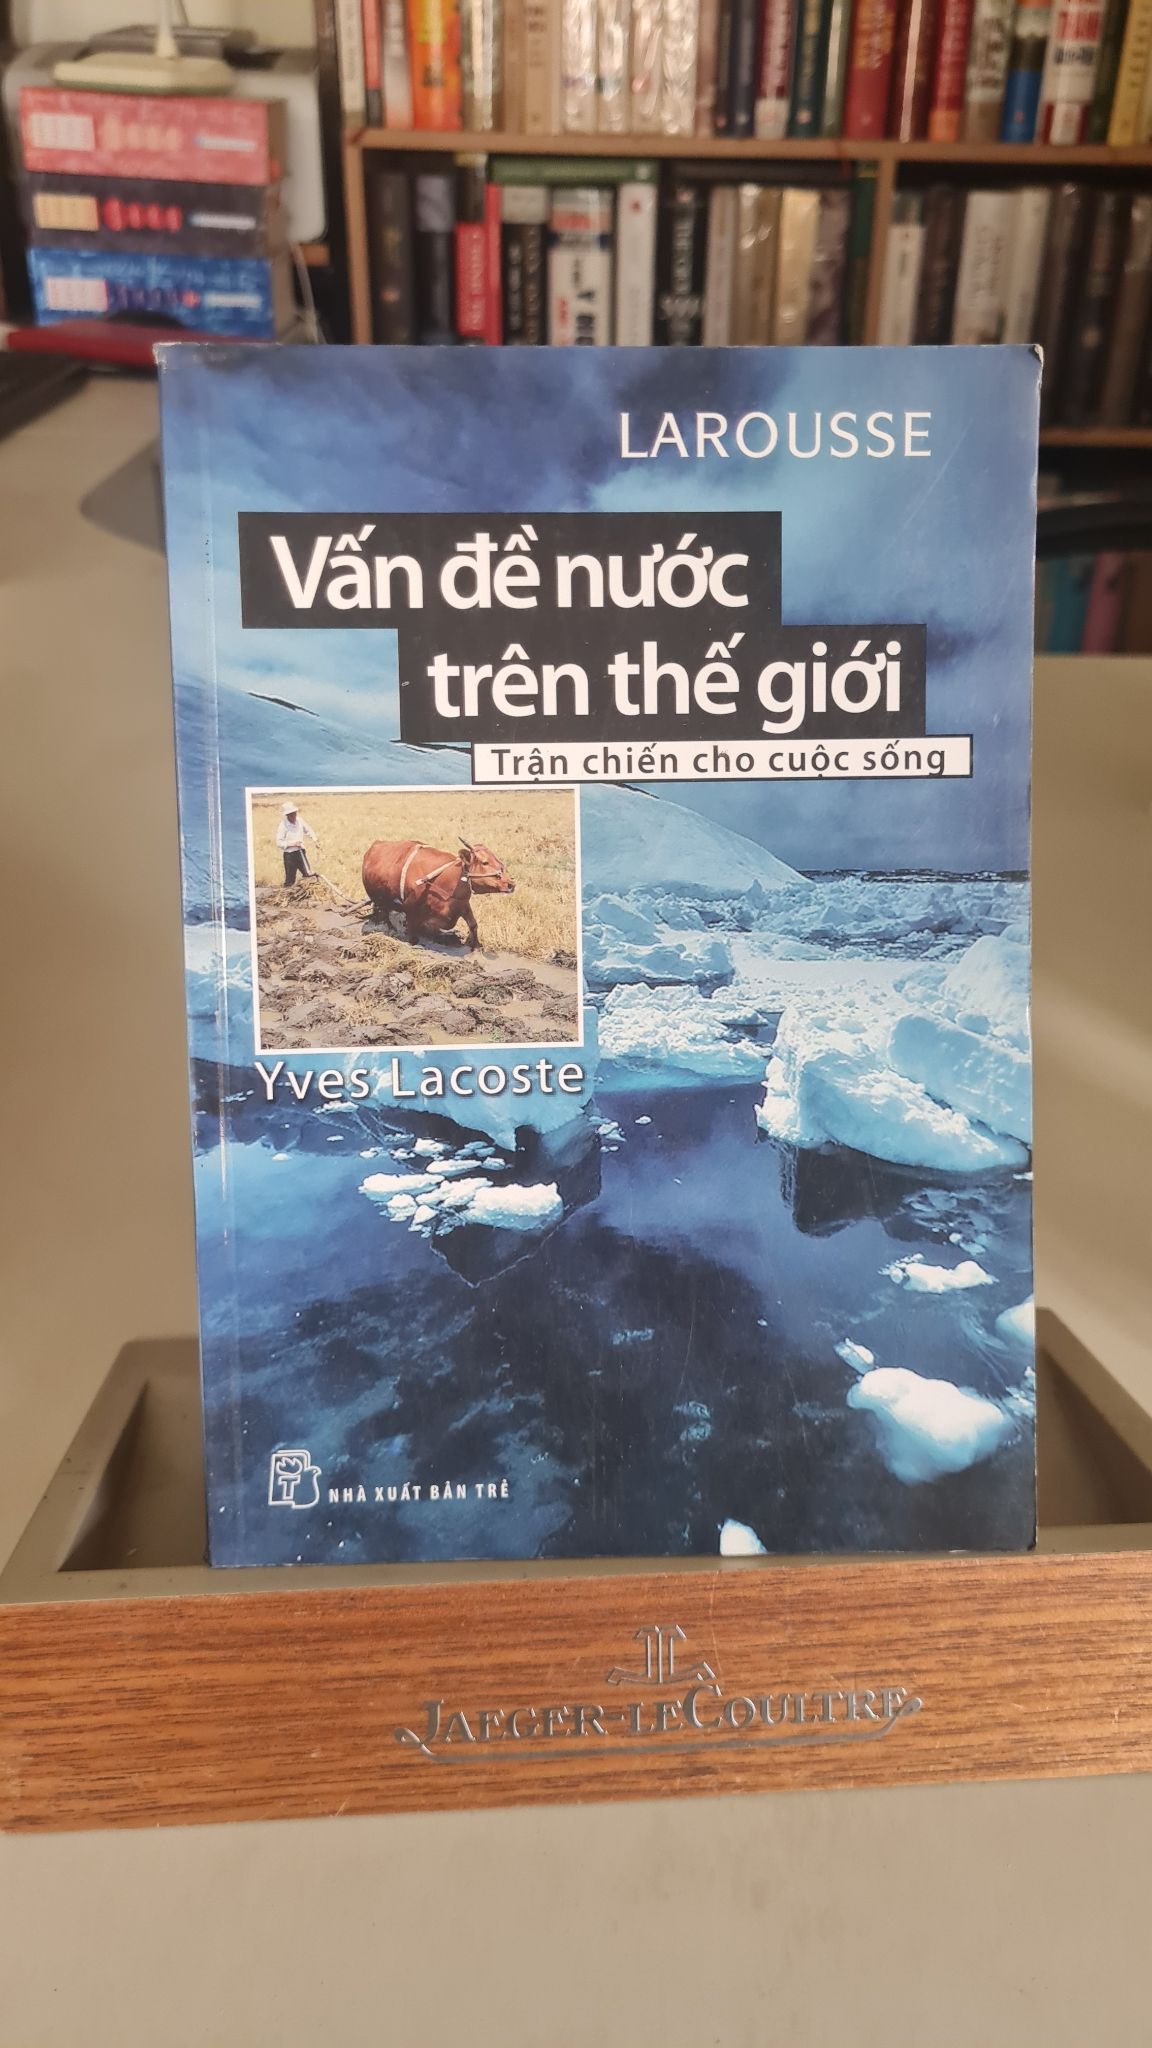 LAROUSSE
Vấn đề nước
trên thế giới
Trận chiến cho cuộc sống
Yves Lacoste
T
NHÀ XUẤT BẢN TRẺ
JAEGER-LECOULTRE